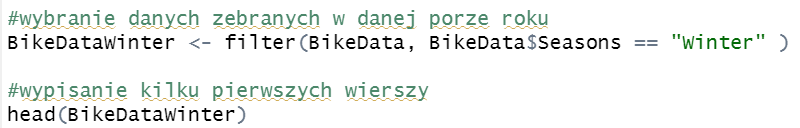 #wybranie danych zebranych w danej porze roku
BikeDataWinter <- filter(BikeData, BikeData$Seasons == "Winter" )
#wypisanie kilku pierwszych wierszy
head(BikeDataWinter)